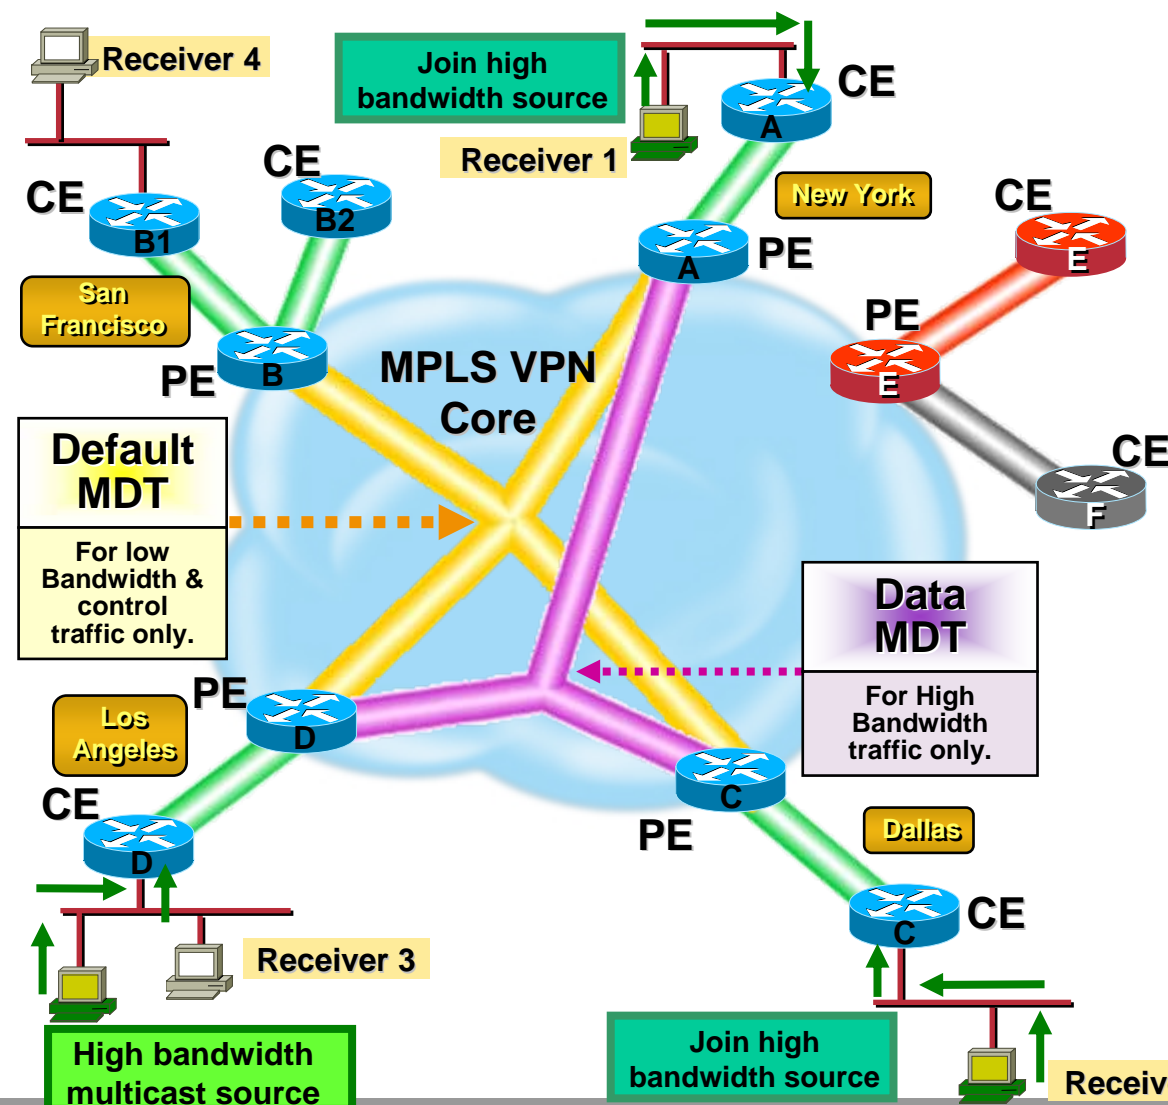 Receiver 4
Join high
bandwidth source
CE
A
Receiver 1
CE
CE
B1
B2
New York
CE
E
A
PE
San
Francisco
PE
B
MPLS VPN
Core
PE
E
CE
F
Default
MDT
For low
Bandwidth &
control
traffic only.
Data
MDT
For High
Bandwidth
traffic only.
PE
D
Los
Angeles
C
PE
Dallas
CE
D
C
CE
Receiver 3
High bandwidth
multicast source
Join high
bandwidth source